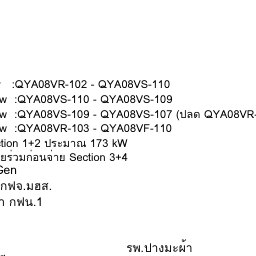 :QYA08VR-102 - QYA08VS-110
:QYA08VS-110 - QYA08VS-109
:QYA08VS-109 - QYA08VS-107 (ปลด QYA08VR-
:QYA08VR-103 - QYA08VF-110
tion 1+2 ประมาณ 173 kW
ยรวมก่อนจ่าย Section 3+4
Gen
กฟจ.มฮส.
า กฟน.1
รพ.ปางมะผ้า